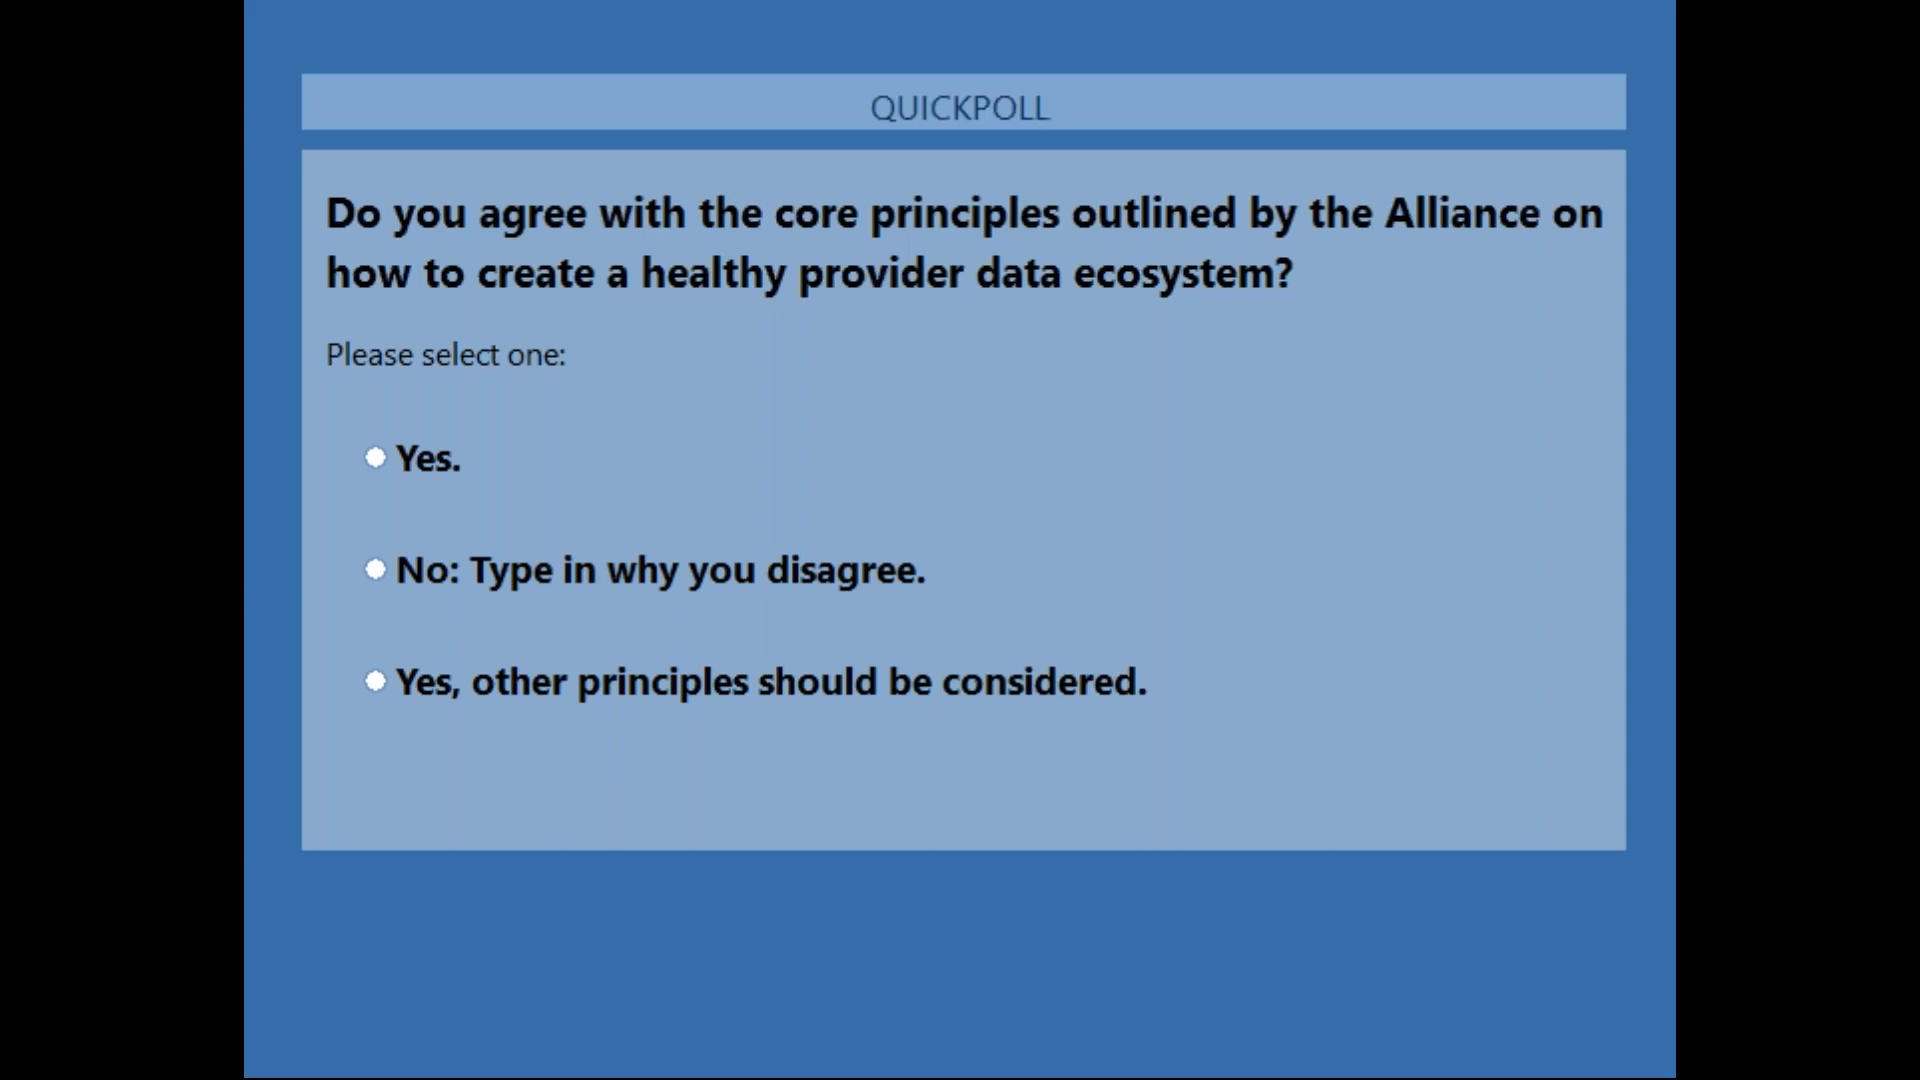 QUICKPOLL
Do you agree with the core principles outlined by the Alliance on
how to create a healthy provider data ecosystem?
Please select one:
Yes.
No: Type in why you disagree.
Yes, other principles should be considered.